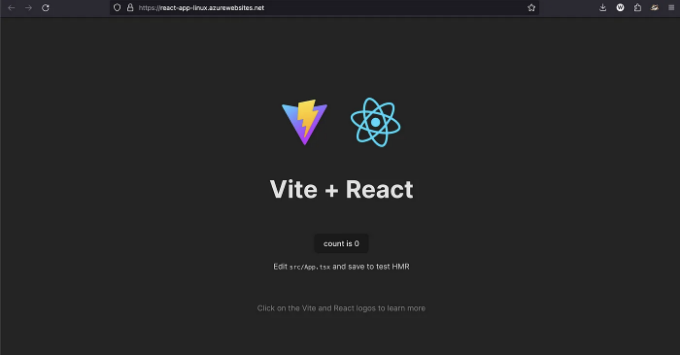 https://react-app-linux.azurewebsites.net
Vite + React
count is 0
Edit src/App.tsx and save to test HMR
Click on the Vite and React logos to learn more